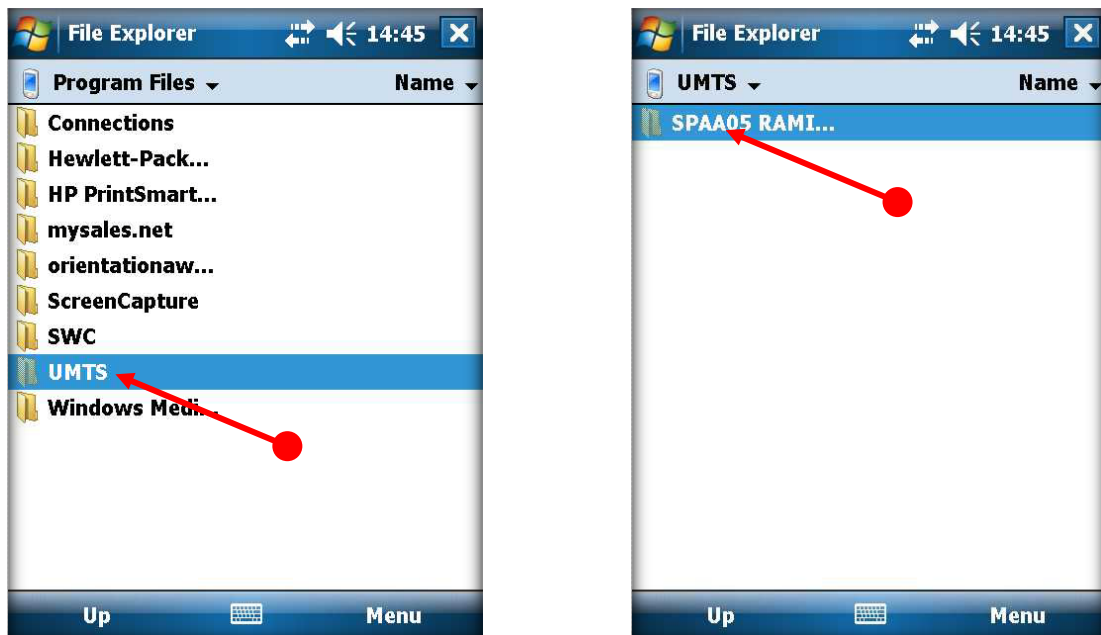 File Explorer 14:45
Program Files Name
Connections
Hewlett-Pack...
HP PrintSmart...
mysales.net
orientationaw...
ScreenCapture
SWC
UMTS
Windows Medi...
Up Menu
File Explorer 14:45
UMTS Name
SPAA05 RAMI...
Up Menu